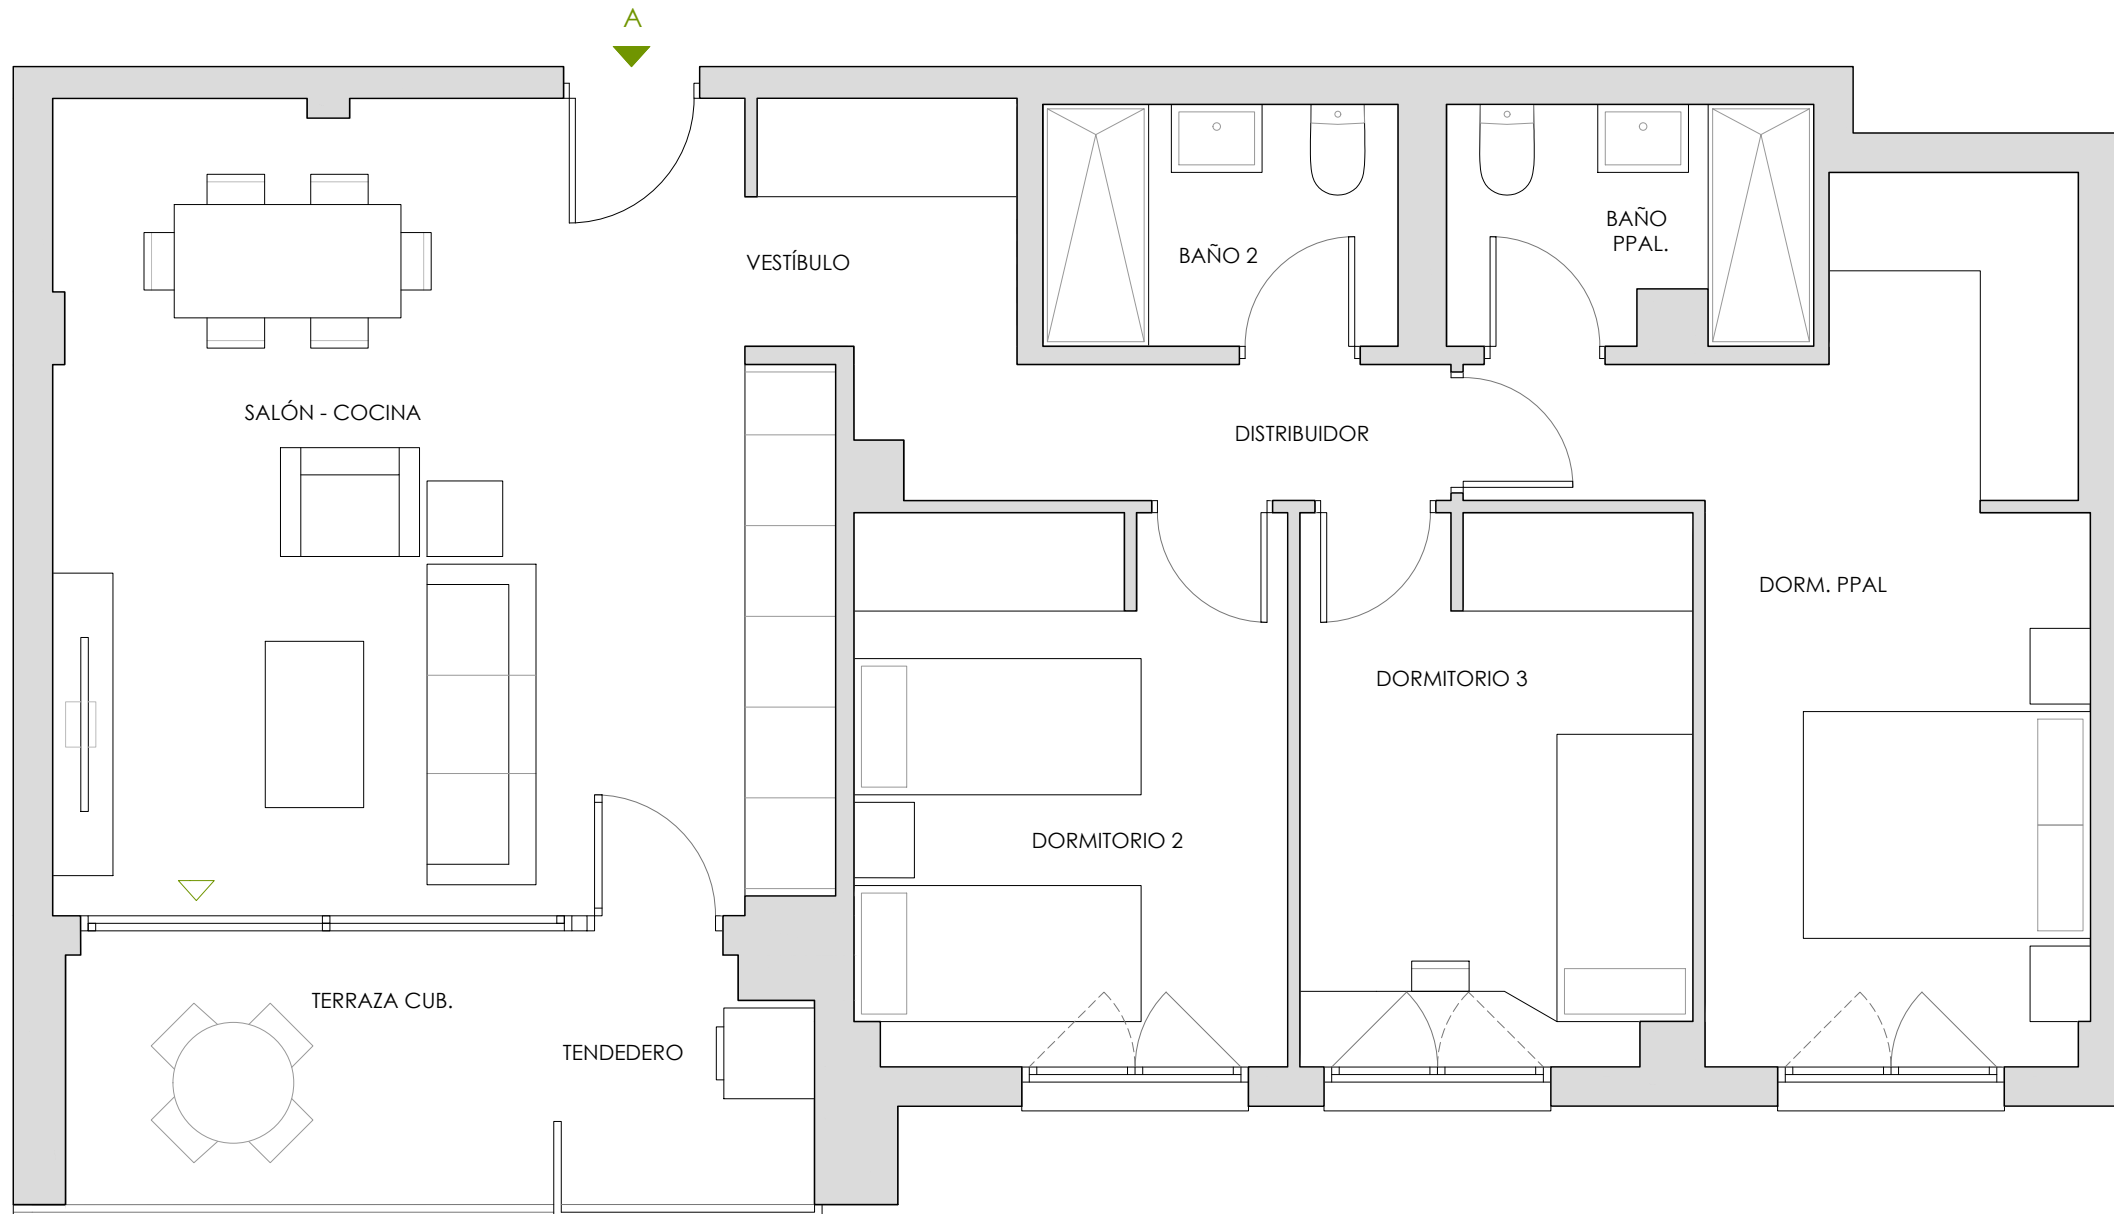 A
BAÑO
PPAL.
BAÑO 2
VESTÍBULO
SALÓN - COCINA
DISTRIBUIDOR
DORM. PPAL
DORMITORIO 3
DORMITORIO 2
TERRAZA CUB.
TENDEDERO